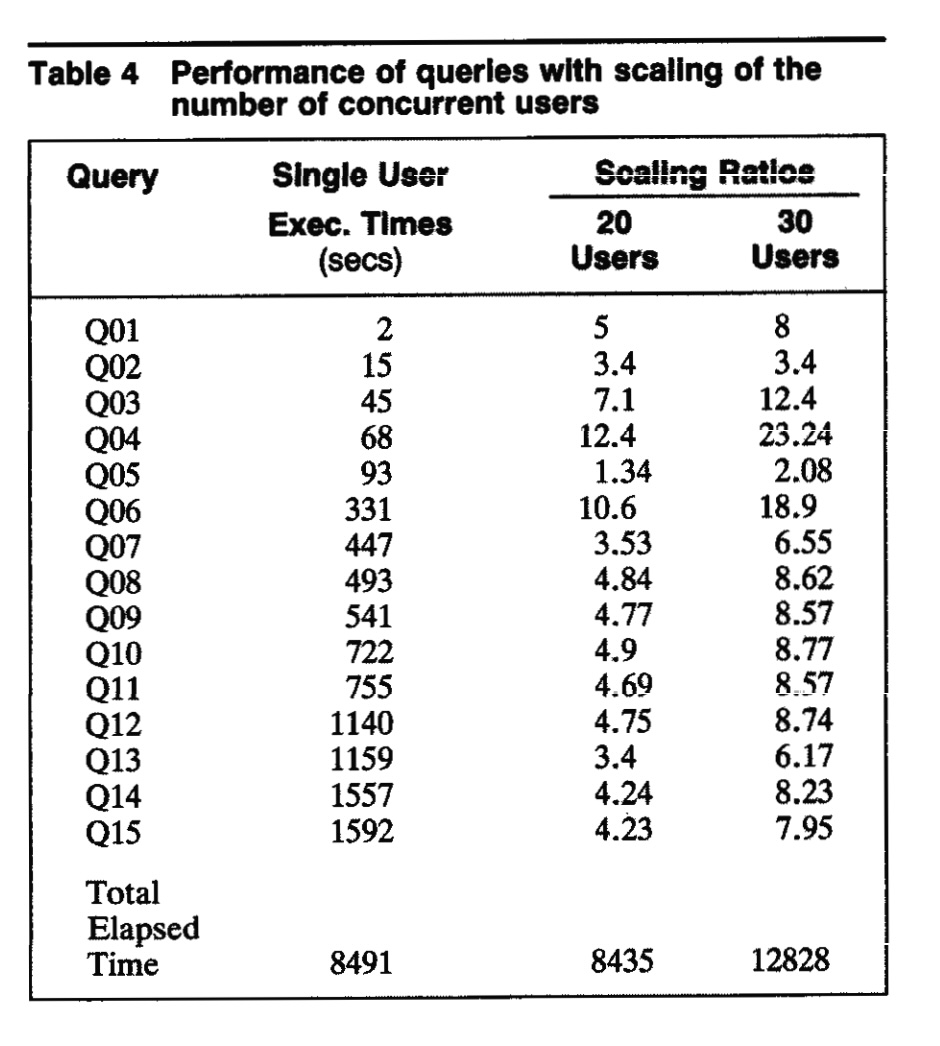 Table 4 Performance of queries with scaling of the
number of concurrent users
Query Single User Scaling Ratios
Exec. Times 20 30
(secs) Users Users
Q01 2 5 8
Q02 15 3.4 3.4
Q03 45 7.1 12.4
Q04 68 12.4 23.24
Q05 93 1.34 2.08
Q06 331 10.6 18.9
Q07 447 3.53 6.55
Q08 493 4.84 8.62
Q09 541 4.77 8.57
Q10 722 4.9 8.77
Q11 755 4.69 8.57
Q12 1140 4.75 8.74
Q13 1159 3.4 6.17
Q14 1557 4.24 8.23
Q15 1592 4.23 7.95
Total
Elapsed
Time 8491 8435 12828